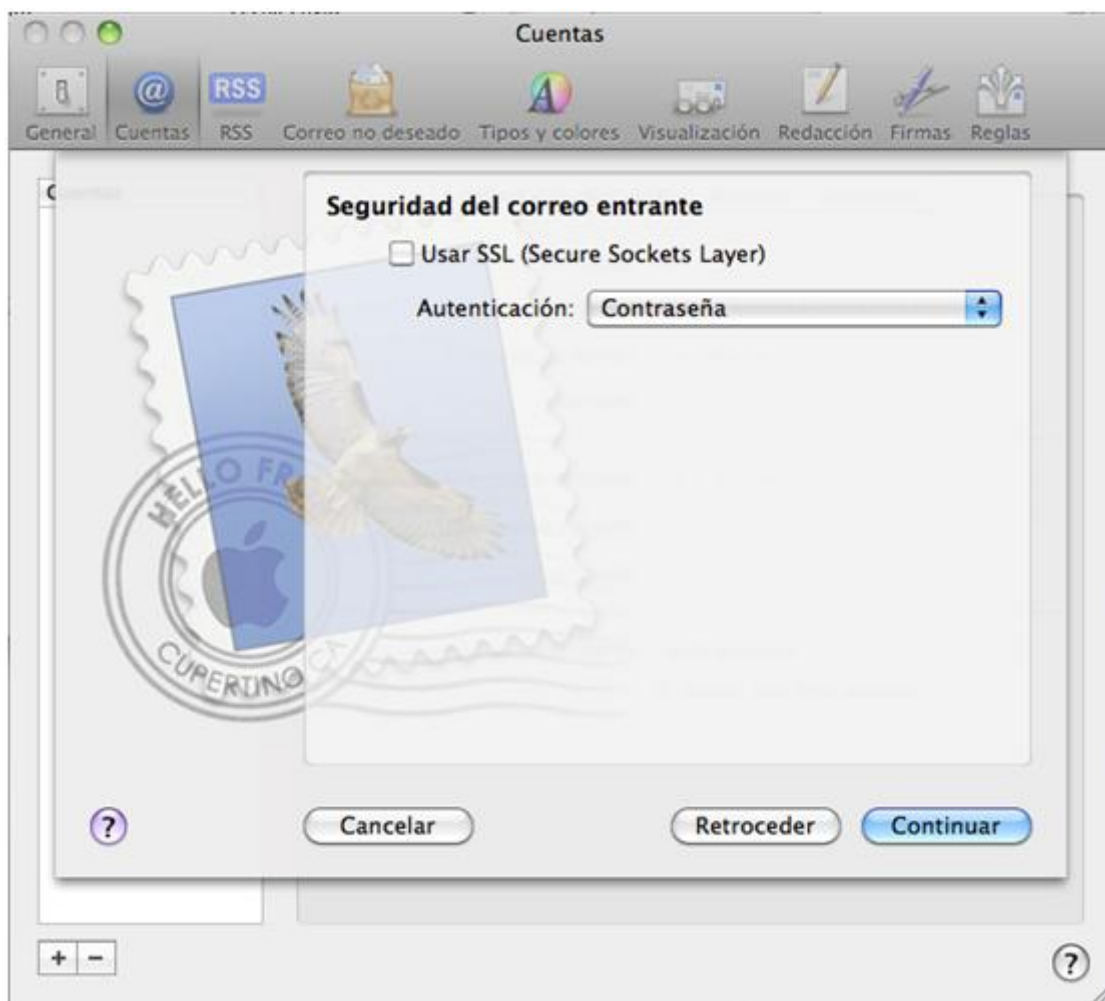 Cuentas
RSS
General Cuentas RSS Correo no deseado Tipos y colores Visualización Redacción Firmas Reglas
Seguridad del correo entrante
Usar SSL (Secure Sockets Layer)
Autenticación: Contraseña
HELLO FR
CUPERTINO CA
? Cancelar Retroceder Continuar
+ −
?